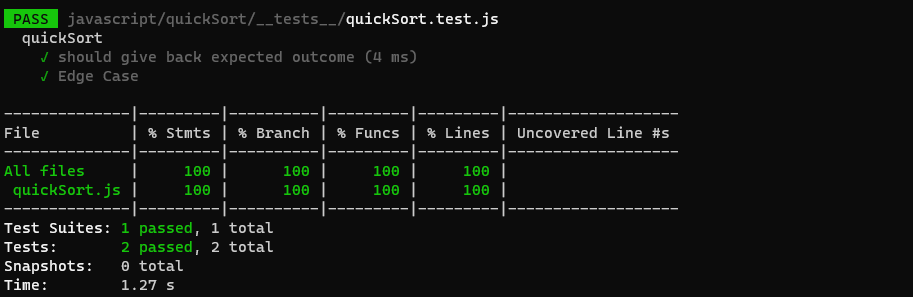 PASS javascript/quickSort/__tests__/quickSort.test.js
  quickSort
    ✓ should give back expected outcome (4 ms)
    ✓ Edge Case
--------------|---------|----------|---------|---------|-------------------
File          | % Stmts | % Branch | % Funcs | % Lines | Uncovered Line #s
--------------|---------|----------|---------|---------|-------------------
All files     |     100 |      100 |     100 |     100 |
 quickSort.js |     100 |      100 |     100 |     100 |
--------------|---------|----------|---------|---------|-------------------
Test Suites: 1 passed, 1 total
Tests:       2 passed, 2 total
Snapshots:   0 total
Time:        1.27 s